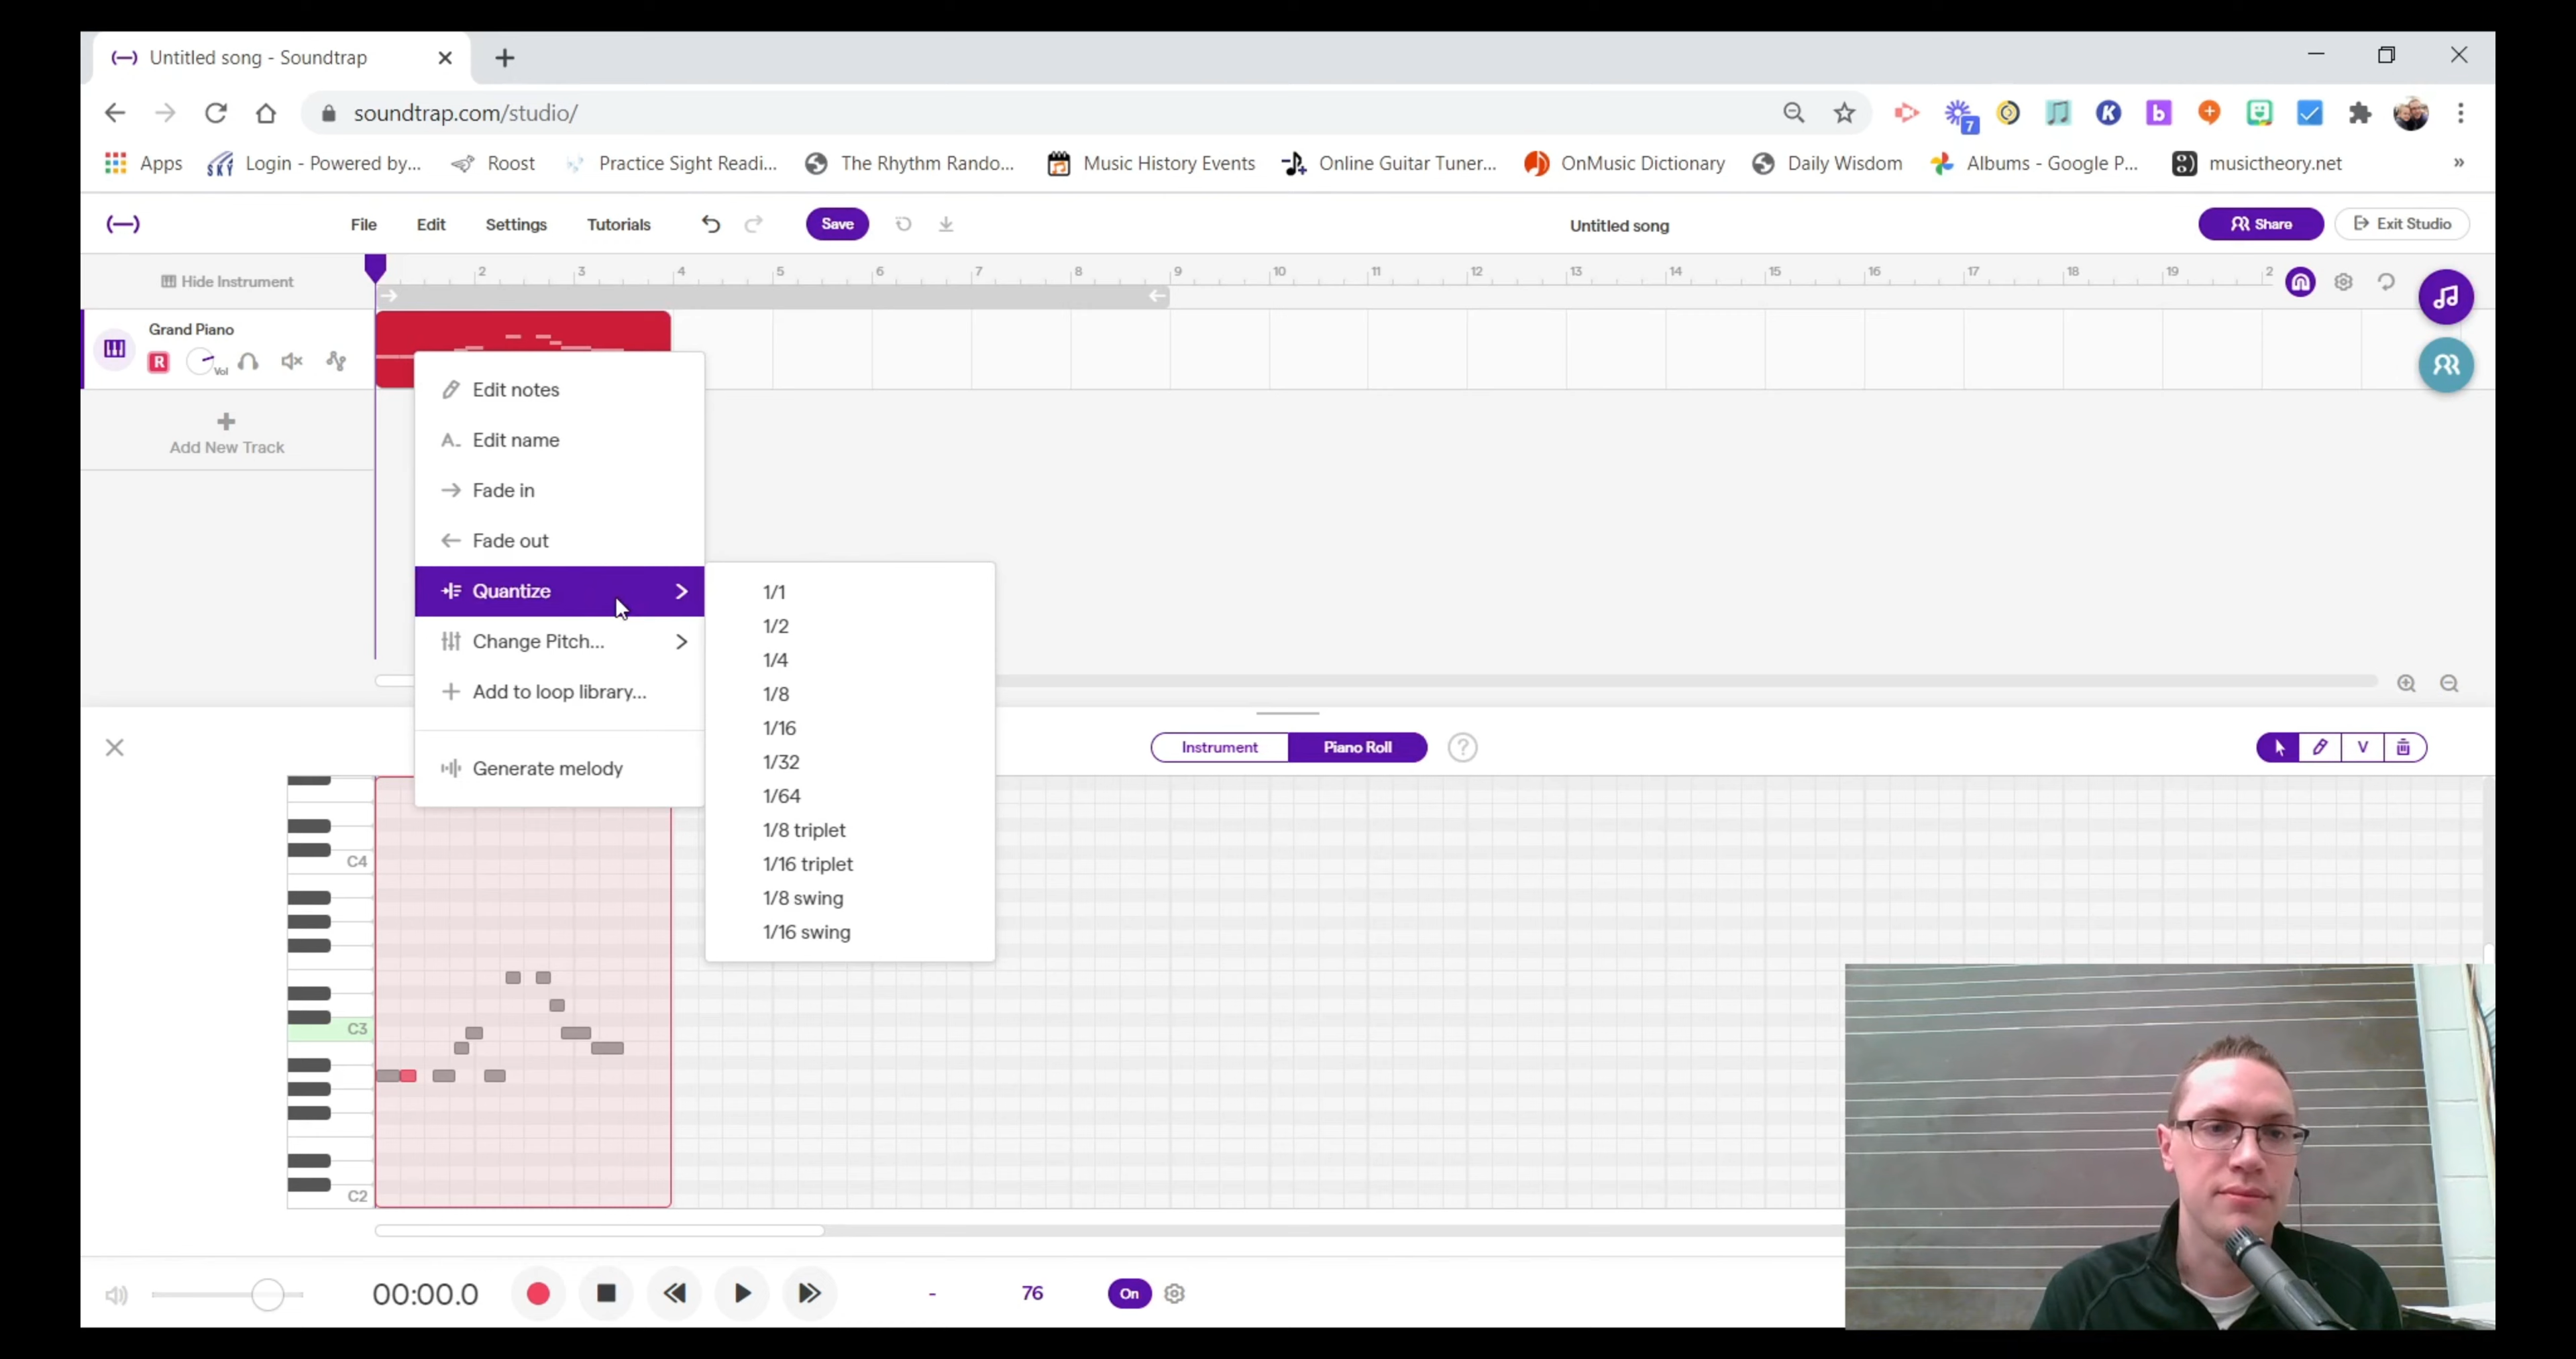 Untitled song - Soundtrap
soundtrap.com/studio/
7
Apps Login - Powered by... Roost Practice Sight Readi... The Rhythm Rando... Music History Events Online Guitar Tuner... OnMusic Dictionary Daily Wisdom Albums - Google P... musictheory.net
File Edit Settings Tutorials Save Untitled song Share Exit Studio
Hide Instrument 2 3 4 5 6 7 8 9 10 11 12 13 14 15 16 17 18 19 2
Grand Piano
R Vol
Add New Track
Edit notes
Edit name
Fade in
Fade out
Quantize
Change Pitch...
Add to loop library...
Generate melody
1/1
1/2
1/4
1/8
1/16
1/32
1/64
1/8 triplet
1/16 triplet
1/8 swing
1/16 swing
Instrument Piano Roll ? V
C4
C3
C2
00:00.0 - 76 On